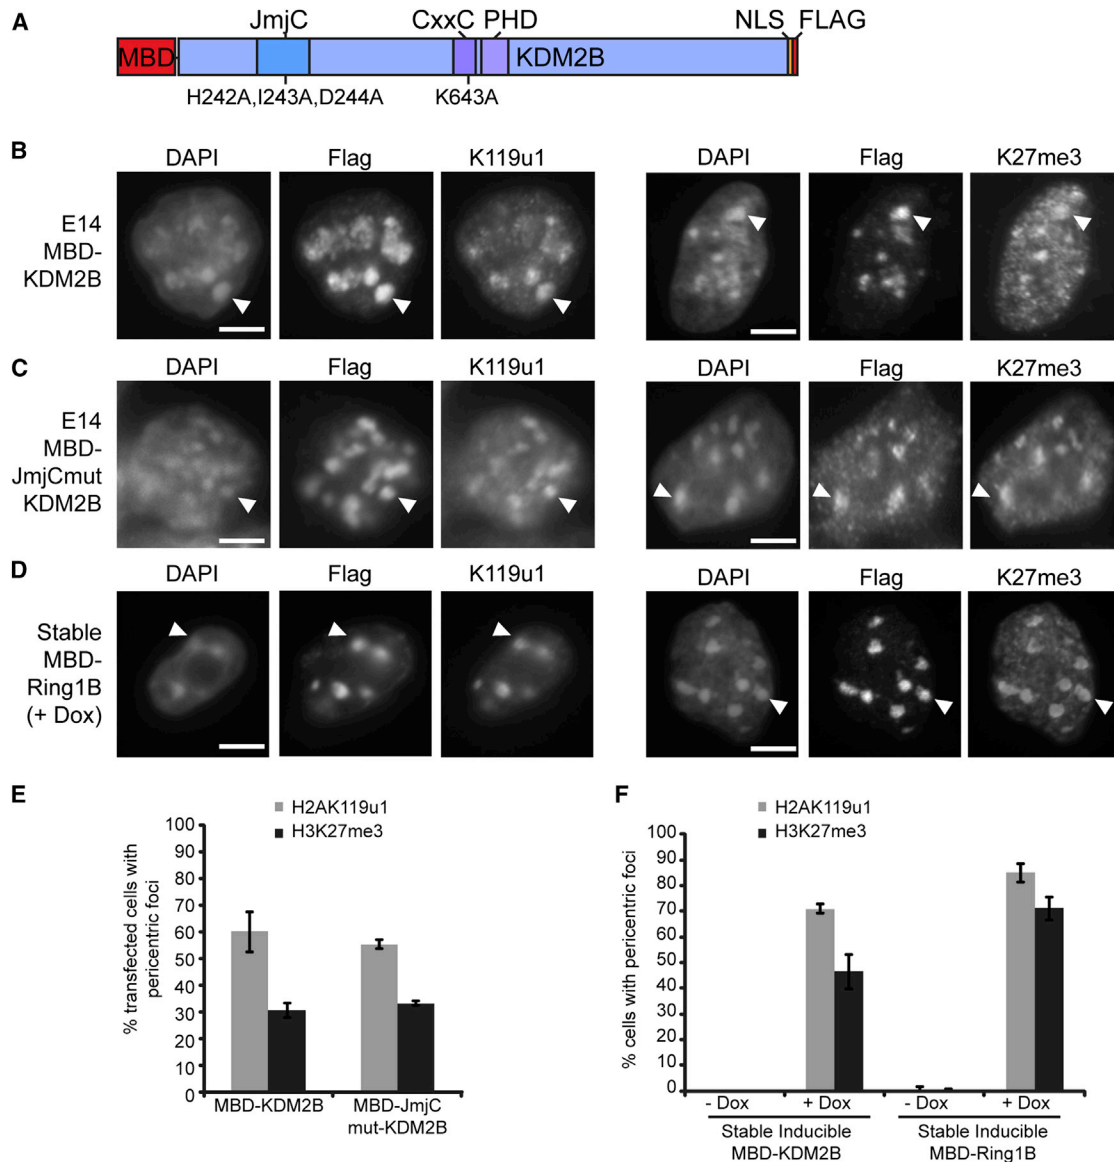 A
JmjC CxxC PHD NLS FLAG
MBD KDM2B
H242A,I243A,D244A K643A
B
DAPI Flag K119u1 DAPI Flag K27me3
E14
MBD-
KDM2B
C
DAPI Flag K119u1 DAPI Flag K27me3
E14
MBD-
JmjCmut
KDM2B
D
DAPI Flag K119u1 DAPI Flag K27me3
Stable
MBD-
Ring1B
(+ Dox)
E
H2AK119u1
H3K27me3
% transfected cells with
pericentric foci
100
90
80
70
60
50
40
30
20
10
0
MBD-KDM2B
MBD-JmjC
mut-KDM2B
F
H2AK119u1
H3K27me3
% cells with pericentric foci
100
90
80
70
60
50
40
30
20
10
0
- Dox + Dox - Dox + Dox
Stable Inducible
MBD-KDM2B
Stable Inducible
MBD-Ring1B